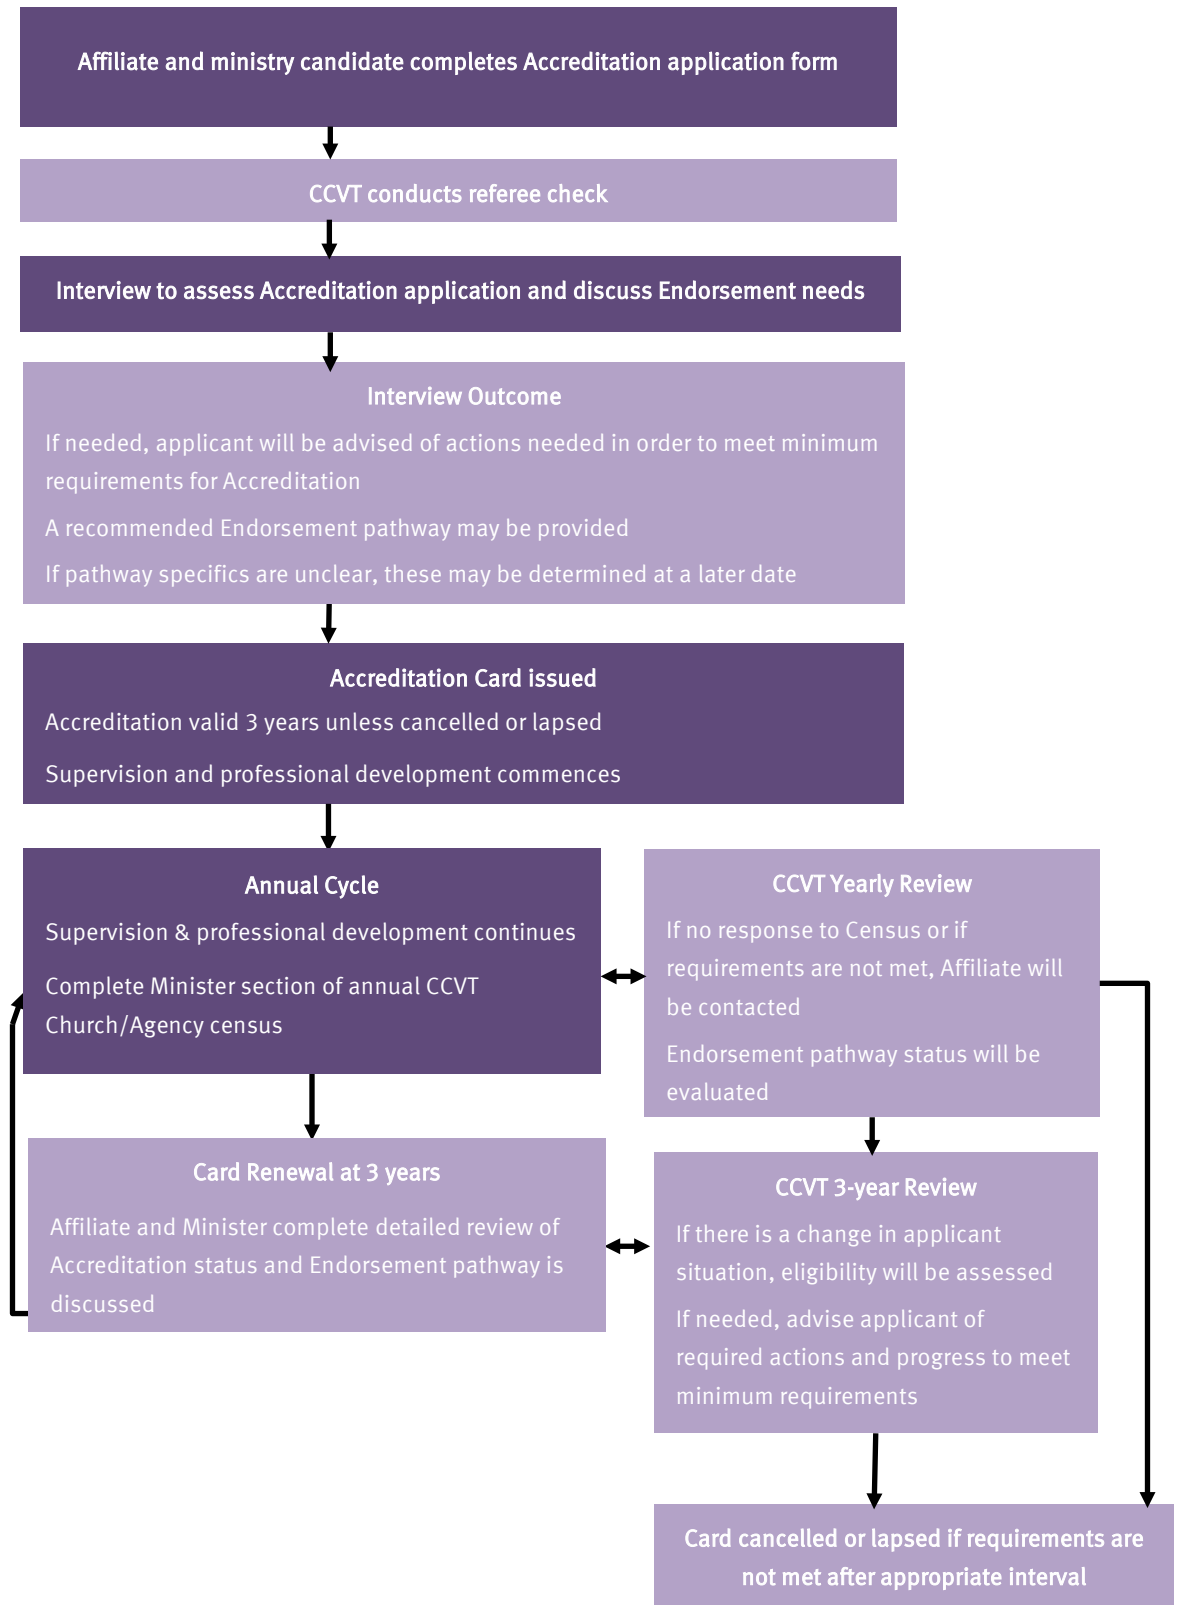 Affiliate and ministry candidate completes Accreditation application form
CCVT conducts referee check
Interview to assess Accreditation application and discuss Endorsement needs
Interview Outcome
If needed, applicant will be advised of actions needed in order to meet minimum
requirements for Accreditation
A recommended Endorsement pathway may be provided
If pathway specifics are unclear, these may be determined at a later date
Accreditation Card issued
Accreditation valid 3 years unless cancelled or lapsed
Supervision and professional development commences
Annual Cycle
Supervision & professional development continues
Complete Minister section of annual CCVT
Church/Agency census
CCVT Yearly Review
If no response to Census or if
requirements are not met, Affiliate will
be contacted
Endorsement pathway status will be
evaluated
Card Renewal at 3 years
Affiliate and Minister complete detailed review of
Accreditation status and Endorsement pathway is
discussed
CCVT 3-year Review
If there is a change in applicant
situation, eligibility will be assessed
If needed, advise applicant of
required actions and progress to meet
minimum requirements
Card cancelled or lapsed if requirements are
not met after appropriate interval